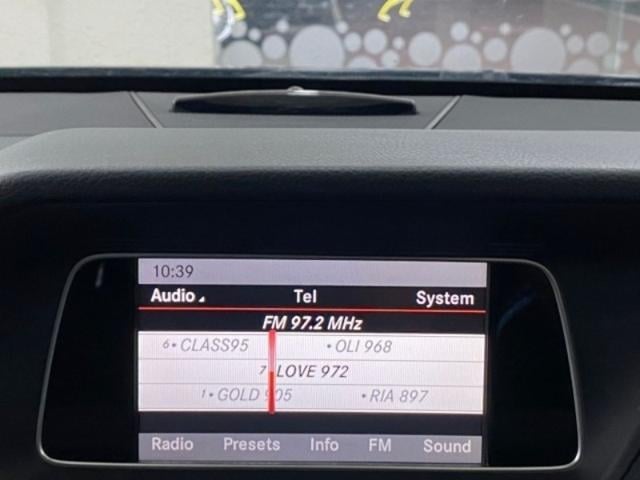 10:39
Audio Tel System
FM 97.2 MHz
6 • CLASS95 • OLI 968
7 LOVE 972
1 • GOLD 905 • RIA 897
Radio Presets Info FM Sound